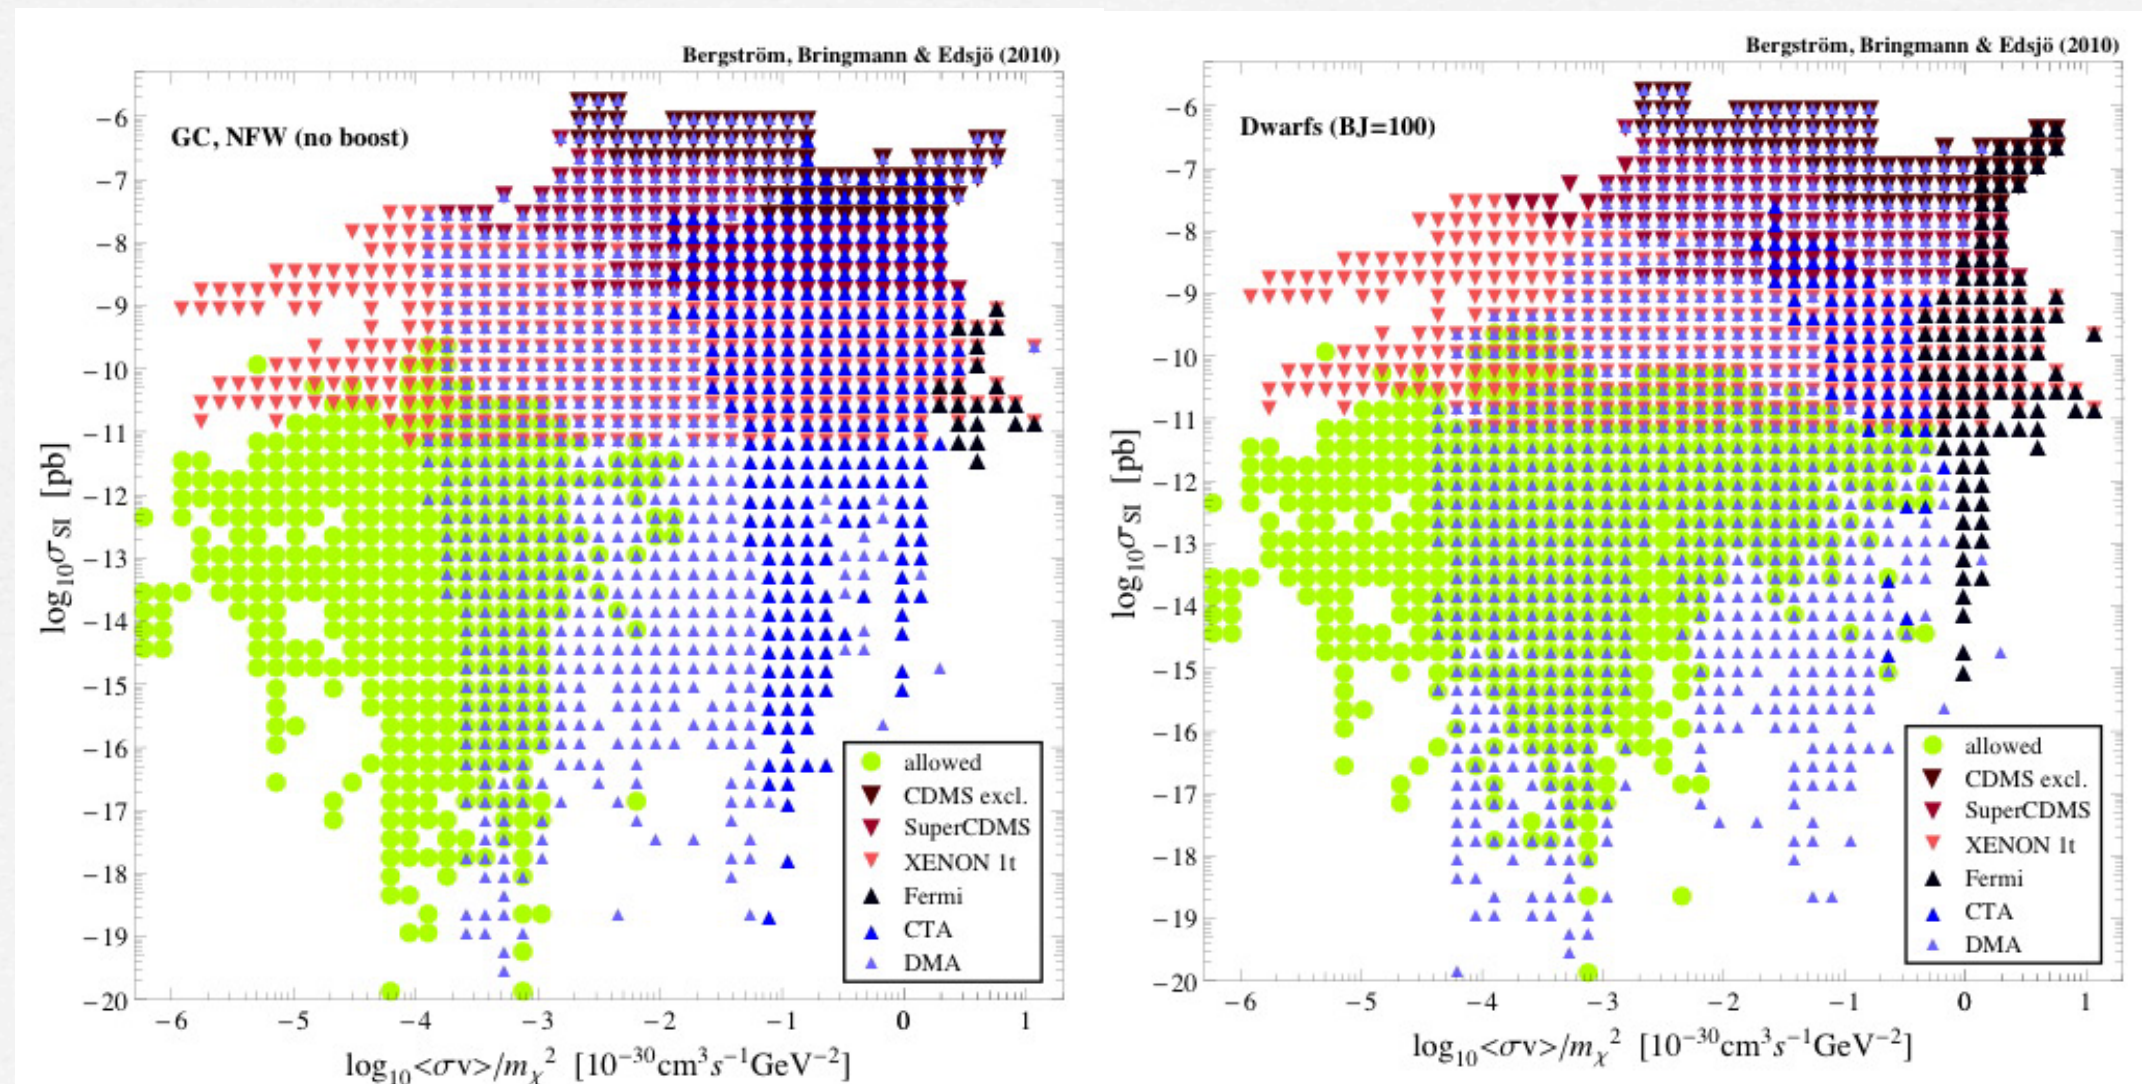 Bergström, Bringmann & Edsjö (2010)
GC, NFW (no boost)
−6
−7
−8
−9
−10
−11
−12
−13
−14
−15
−16
−17
−18
−19
−20
log₁₀σ_SI [pb]
allowed
CDMS excl.
SuperCDMS
XENON 1t
Fermi
CTA
DMA
−6 −5 −4 −3 −2 −1 0 1
log₁₀<σv>/m_χ² [10⁻³⁰cm³s⁻¹GeV⁻²]
Bergström, Bringmann & Edsjö (2010)
Dwarfs (BJ=100)
−6
−7
−8
−9
−10
−11
−12
−13
−14
−15
−16
−17
−18
−19
−20
log₁₀σ_SI [pb]
allowed
CDMS excl.
SuperCDMS
XENON 1t
Fermi
CTA
DMA
−6 −5 −4 −3 −2 −1 0 1
log₁₀<σv>/m_χ² [10⁻³⁰cm³s⁻¹GeV⁻²]